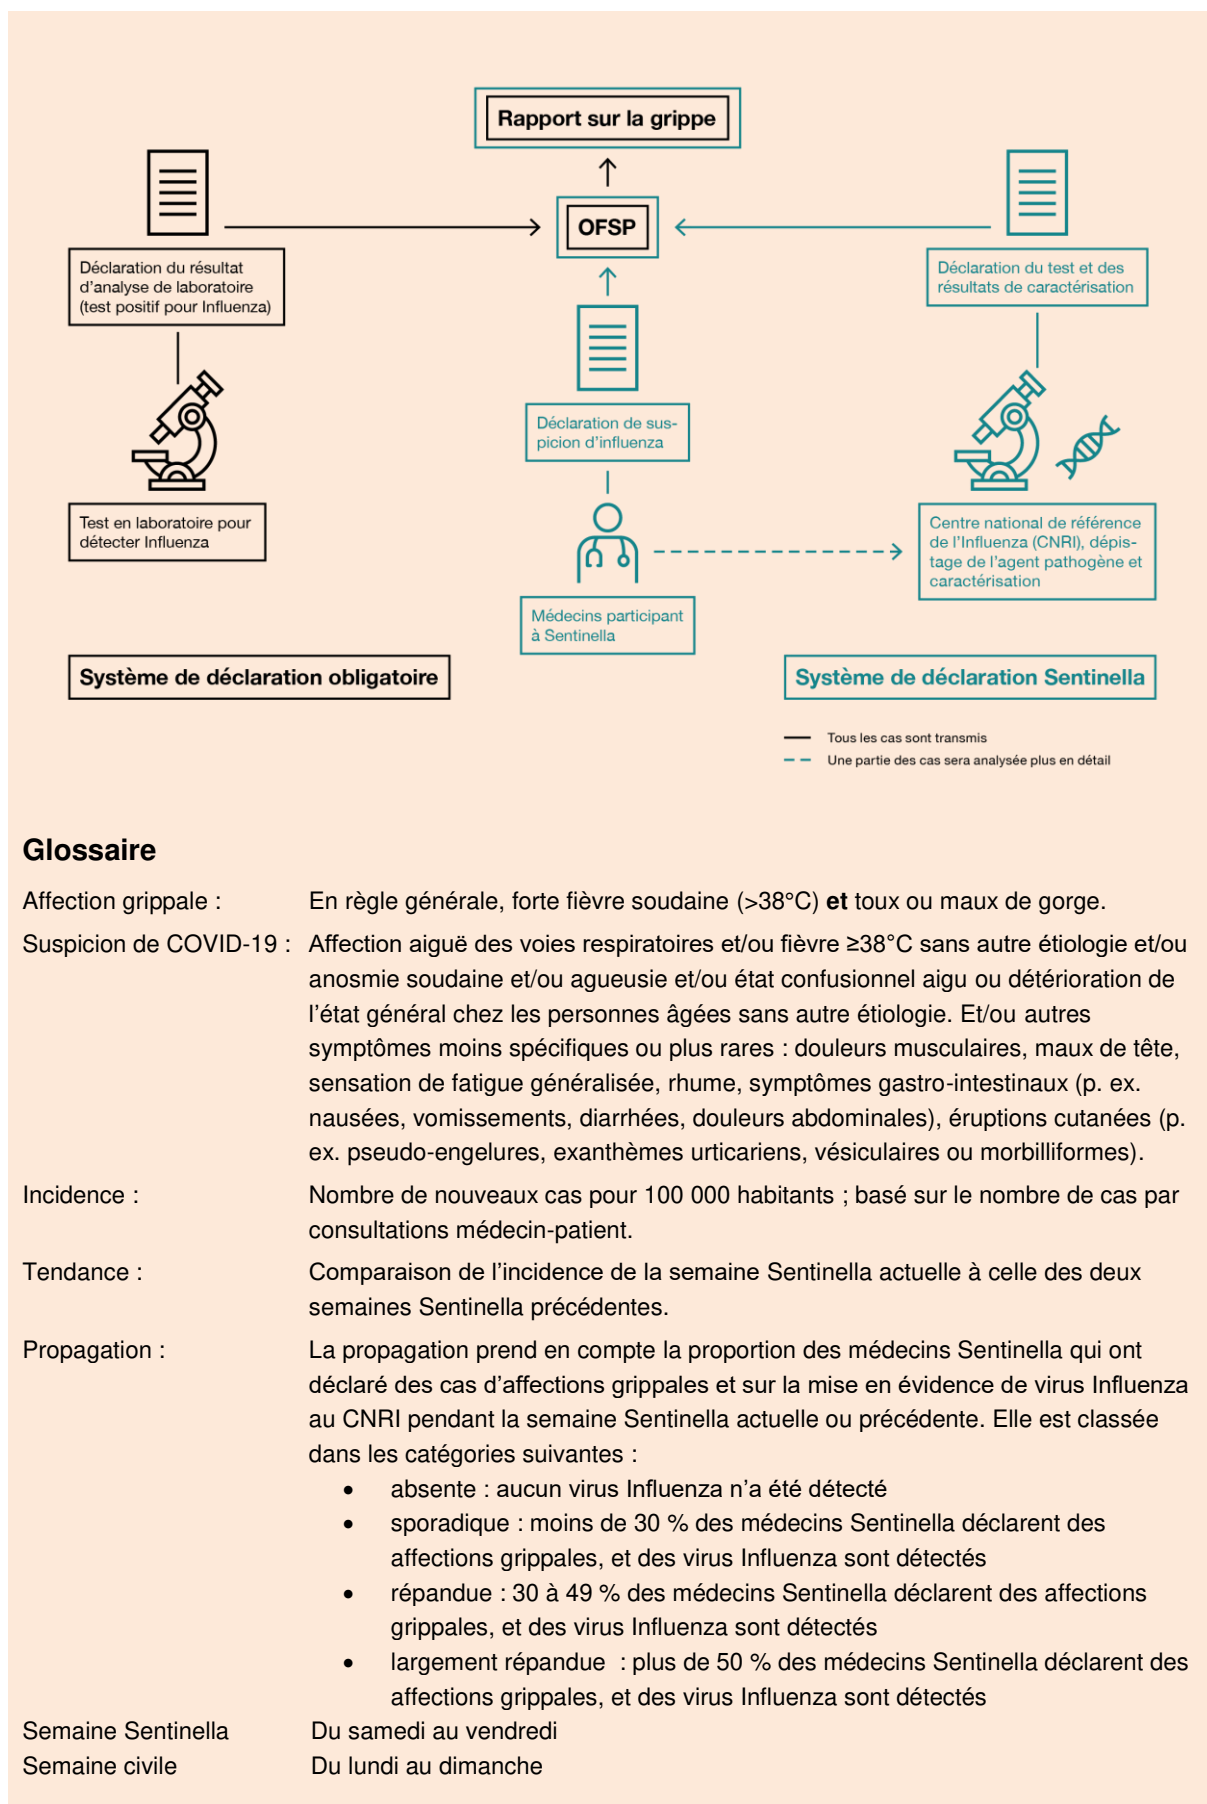 Rapport sur la grippe
OFSP
Déclaration du résultat
d'analyse de laboratoire
(test positif pour Influenza)
Déclaration du test et des
résultats de caractérisation
Déclaration de sus-
picion d'influenza
Test en laboratoire pour
détecter Influenza
Centre national de référence
de l'Influenza (CNRI), dépis-
tage de l'agent pathogène et
caractérisation
Médecins participant
à Sentinella
Système de déclaration obligatoire
Système de déclaration Sentinella
Tous les cas sont transmis
Une partie des cas sera analysée plus en détail
Glossaire
Affection grippale : En règle générale, forte fièvre soudaine (>38°C) et toux ou maux de gorge.
Suspicion de COVID-19 : Affection aiguë des voies respiratoires et/ou fièvre ≥38°C sans autre étiologie et/ou
anosmie soudaine et/ou agueusie et/ou état confusionnel aigu ou détérioration de
l'état général chez les personnes âgées sans autre étiologie. Et/ou autres
symptômes moins spécifiques ou plus rares : douleurs musculaires, maux de tête,
sensation de fatigue généralisée, rhume, symptômes gastro-intestinaux (p. ex.
nausées, vomissements, diarrhées, douleurs abdominales), éruptions cutanées (p.
ex. pseudo-engelures, exanthèmes urticariens, vésiculaires ou morbilliformes).
Incidence : Nombre de nouveaux cas pour 100 000 habitants ; basé sur le nombre de cas par
consultations médecin-patient.
Tendance : Comparaison de l'incidence de la semaine Sentinella actuelle à celle des deux
semaines Sentinella précédentes.
Propagation : La propagation prend en compte la proportion des médecins Sentinella qui ont
déclaré des cas d'affections grippales et sur la mise en évidence de virus Influenza
au CNRI pendant la semaine Sentinella actuelle ou précédente. Elle est classée
dans les catégories suivantes :
• absente : aucun virus Influenza n'a été détecté
• sporadique : moins de 30 % des médecins Sentinella déclarent des
affections grippales, et des virus Influenza sont détectés
• répandue : 30 à 49 % des médecins Sentinella déclarent des affections
grippales, et des virus Influenza sont détectés
• largement répandue : plus de 50 % des médecins Sentinella déclarent des
affections grippales, et des virus Influenza sont détectés
Semaine Sentinella Du samedi au vendredi
Semaine civile Du lundi au dimanche